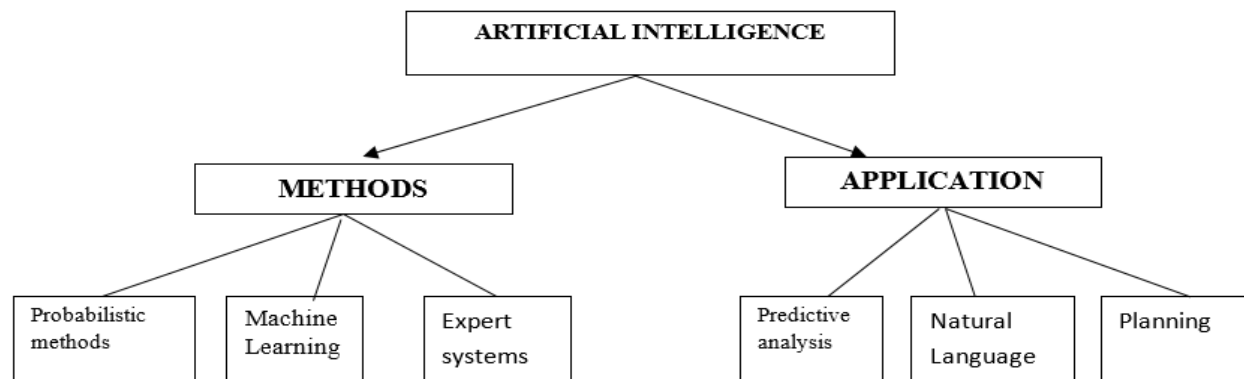 ARTIFICIAL INTELLIGENCE
METHODS
APPLICATION
Probabilistic
methods
Machine
Learning
Expert
systems
Predictive
analysis
Natural
Language
Planning